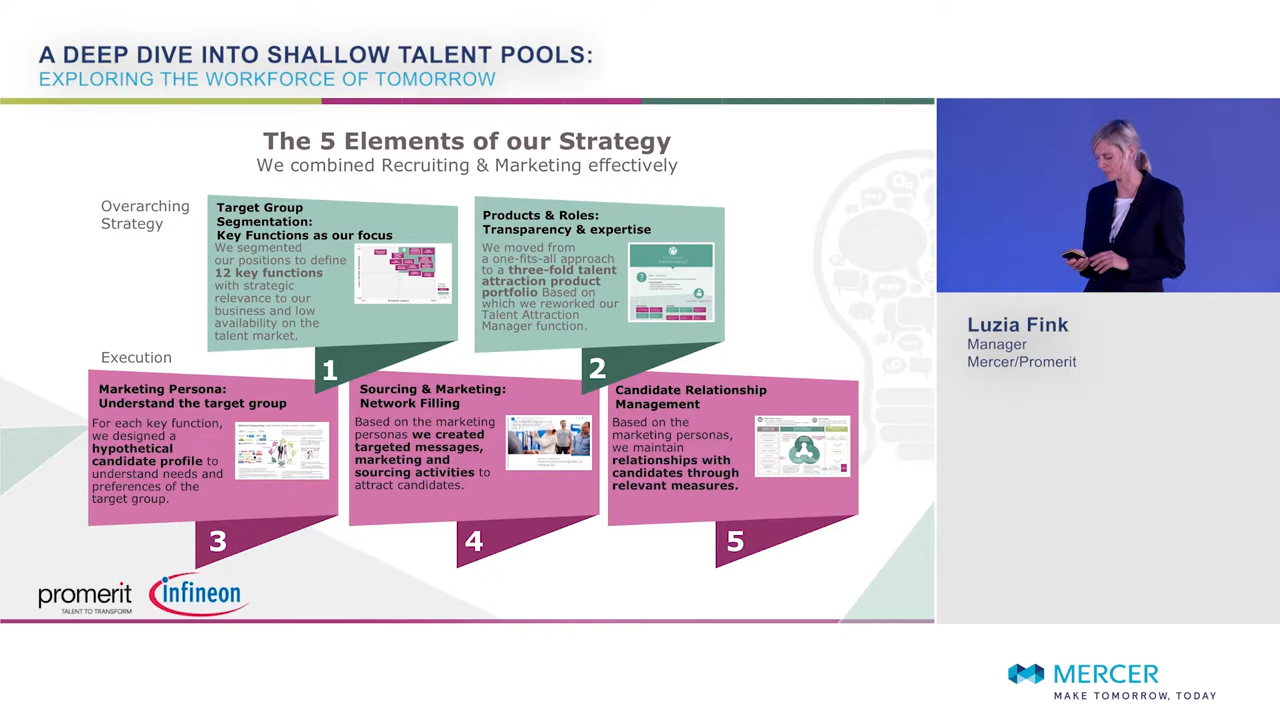 A DEEP DIVE INTO SHALLOW TALENT POOLS:
EXPLORING THE WORKFORCE OF TOMORROW
The 5 Elements of our Strategy
We combined Recruiting & Marketing effectively
Overarching
Strategy
Target Group
Segmentation:
Key Functions as our focus
We segmented
our positions to define
12 key functions
with strategic
relevance to our
business and low
availability on the
talent market.
1
Products & Roles:
Transparency & expertise
We moved from
a one-fits-all approach
to a three-fold talent
attraction product
portfolio Based on
which we reworked our
Talent Attraction
Manager function.
2
Execution
Marketing Persona:
Understand the target group
For each key function,
we designed a
hypothetical
candidate profile to
understand needs and
preferences of the
target group.
3
Sourcing & Marketing:
Network Filling
Based on the marketing
personas we created
targeted messages,
marketing and
sourcing activities to
attract candidates.
4
Candidate Relationship
Management
Based on the
marketing personas,
we maintain
relationships with
candidates through
relevant measures.
5
promerit
TALENT TO TRANSFORM
infineon
Luzia Fink
Manager
Mercer/Promerit
MERCER
MAKE TOMORROW, TODAY